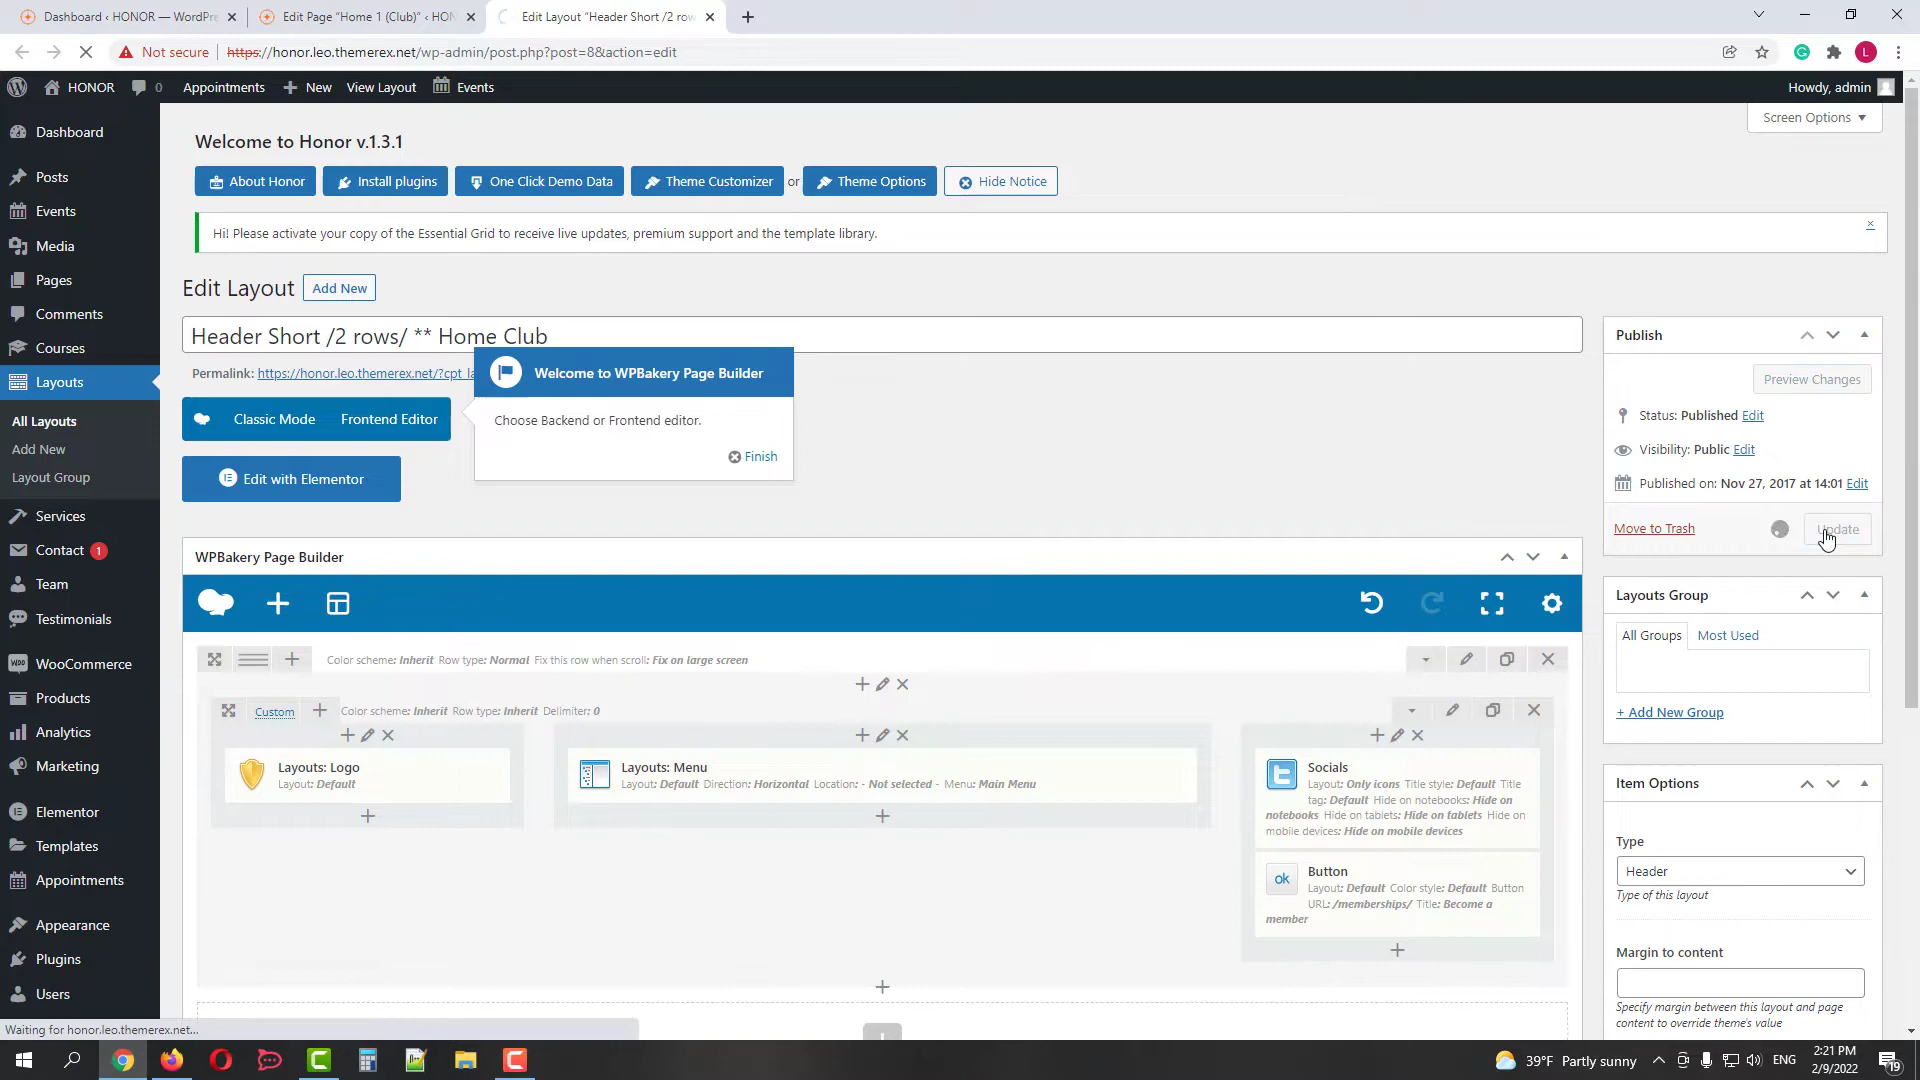 Dashboard ‹ HONOR — WordPre
Edit Page "Home 1 (Club)" ‹ HON
Edit Layout "Header Short /2 row
Not secure
https://honor.leo.themerex.net/wp-admin/post.php?post=8&action=edit
L
HONOR
0
Appointments
New
View Layout
Events
Howdy, admin
Screen Options
Dashboard
Posts
Events
Media
Pages
Comments
Courses
Layouts
All Layouts
Add New
Layout Group
Services
Contact 1
Team
Testimonials
WooCommerce
Products
Analytics
Marketing
Elementor
Templates
Appointments
Appearance
Plugins
Users
Welcome to Honor v.1.3.1
About Honor
Install plugins
One Click Demo Data
Theme Customizer
or
Theme Options
Hide Notice
Hi! Please activate your copy of the Essential Grid to receive live updates, premium support and the template library.
Edit Layout
Add New
Header Short /2 rows/ ** Home Club
Permalink: https://honor.leo.themerex.net/?cpt_la
Classic Mode
Frontend Editor
Welcome to WPBakery Page Builder
Choose Backend or Frontend editor.
Finish
Edit with Elementor
WPBakery Page Builder
Color scheme: Inherit Row type: Normal Fix this row when scroll: Fix on large screen
Custom
Color scheme: Inherit Row type: Inherit Delimiter: 0
Layouts: Logo
Layout: Default
Layouts: Menu
Layout: Default Direction: Horizontal Location: - Not selected - Menu: Main Menu
Socials
Layout: Only icons Title style: Default Title
tag: Default Hide on notebooks: Hide on
notebooks Hide on tablets: Hide on tablets Hide on
mobile devices: Hide on mobile devices
ok
Button
Layout: Default Color style: Default Button
URL: /memberships/ Title: Become a
member
Publish
Preview Changes
Status: Published Edit
Visibility: Public Edit
Published on: Nov 27, 2017 at 14:01 Edit
Move to Trash
Update
Layouts Group
All Groups
Most Used
+ Add New Group
Item Options
Type
Header
Type of this layout
Margin to content
Specify margin between this layout and page
content to override theme's value
Waiting for honor.leo.themerex.net...
39°F Partly sunny
ENG
2:21 PM
2/9/2022
19